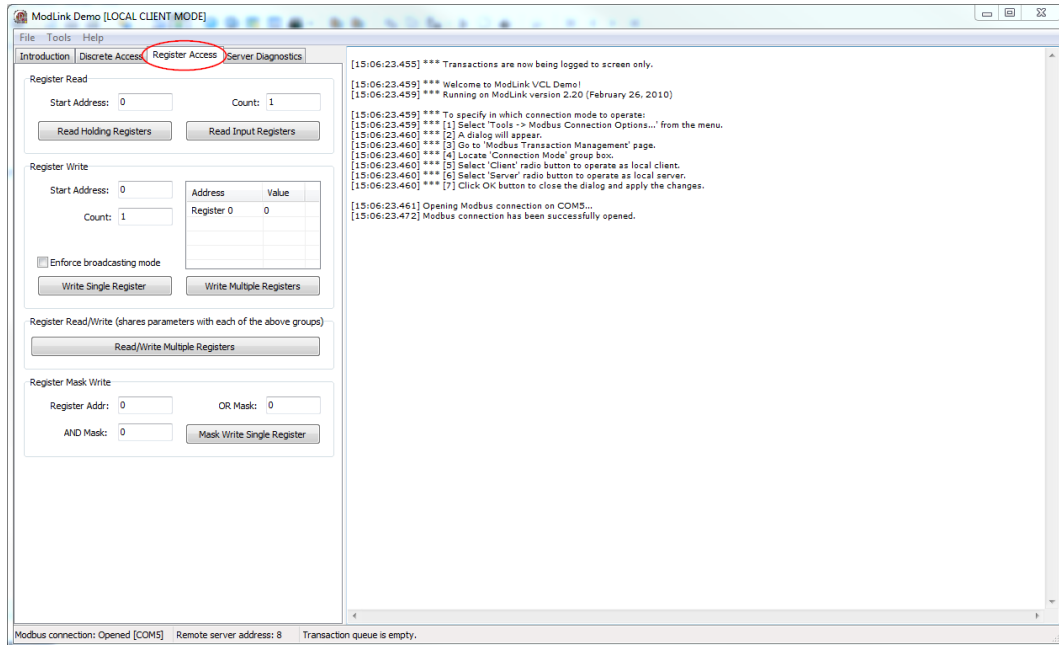 ModLink Demo [LOCAL CLIENT MODE]
File Tools Help
Introduction Discrete Access Register Access Server Diagnostics
Register Read
Start Address: 0 Count: 1
Read Holding Registers Read Input Registers
Register Write
Start Address: 0
Count: 1
Address Value
Register 0 0
Enforce broadcasting mode
Write Single Register Write Multiple Registers
Register Read/Write (shares parameters with each of the above groups)
Read/Write Multiple Registers
Register Mask Write
Register Addr: 0 OR Mask: 0
AND Mask: 0 Mask Write Single Register
[15:06:23.455] *** Transactions are now being logged to screen only.
[15:06:23.459] *** Welcome to ModLink VCL Demo!
[15:06:23.459] *** Running on ModLink version 2.20 (February 26, 2010)
[15:06:23.459] *** To specify in which connection mode to operate:
[15:06:23.459] *** [1] Select 'Tools -> Modbus Connection Options...' from the menu.
[15:06:23.460] *** [2] A dialog will appear.
[15:06:23.460] *** [3] Go to 'Modbus Transaction Management' page.
[15:06:23.460] *** [4] Locate 'Connection Mode' group box.
[15:06:23.460] *** [5] Select 'Client' radio button to operate as local client.
[15:06:23.460] *** [6] Select 'Server' radio button to operate as local server.
[15:06:23.460] *** [7] Click OK button to close the dialog and apply the changes.
[15:06:23.461] Opening Modbus connection on COM5...
[15:06:23.472] Modbus connection has been successfully opened.
Modbus connection: Opened [COM5] Remote server address: 8 Transaction queue is empty.